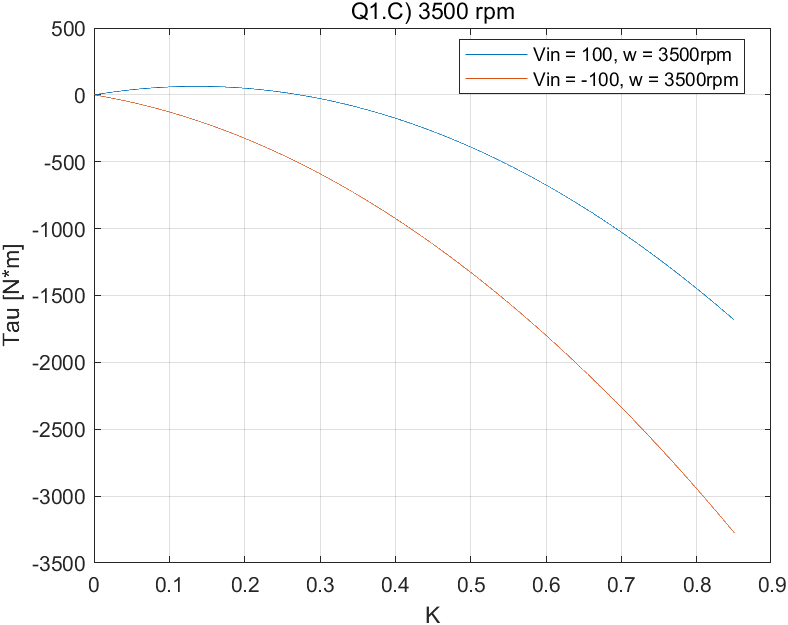 Q1.C) 3500 rpm
Vin = 100, w = 3500rpm
Vin = -100, w = 3500rpm
500
0
-500
-1000
-1500
-2000
-2500
-3000
-3500
Tau [N*m]
0 0.1 0.2 0.3 0.4 0.5 0.6 0.7 0.8 0.9
K